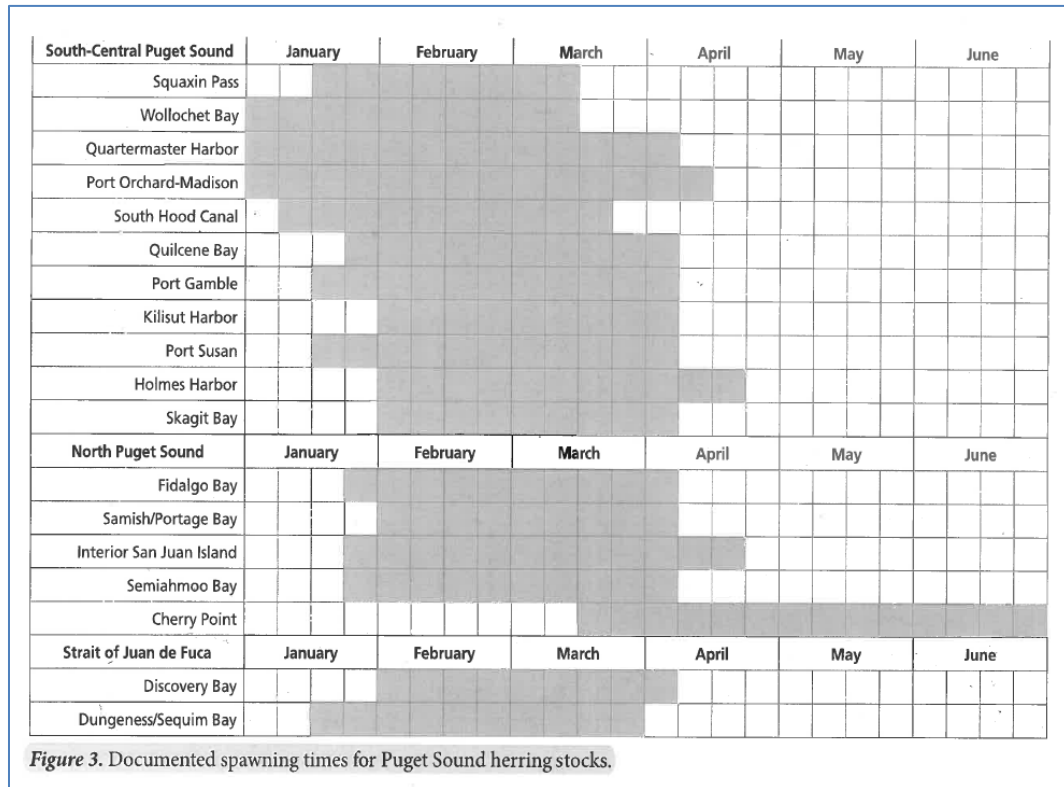 South-Central Puget Sound January February March April May June
Squaxin Pass
Wollochet Bay
Quartermaster Harbor
Port Orchard-Madison
South Hood Canal
Quilcene Bay
Port Gamble
Kilisut Harbor
Port Susan
Holmes Harbor
Skagit Bay
North Puget Sound January February March April May June
Fidalgo Bay
Samish/Portage Bay
Interior San Juan Island
Semiahmoo Bay
Cherry Point
Strait of Juan de Fuca January February March April May June
Discovery Bay
Dungeness/Sequim Bay
Figure 3. Documented spawning times for Puget Sound herring stocks.